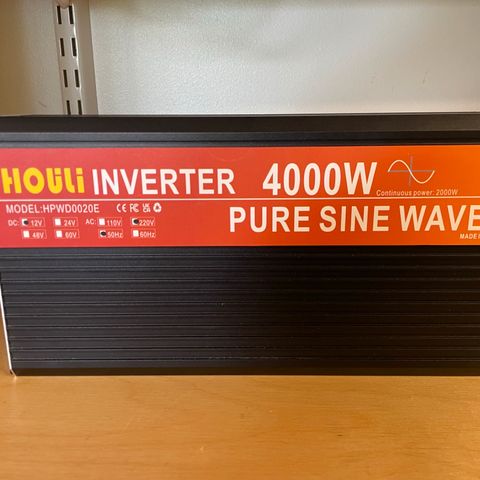 HOULI INVERTER 4000W
Continuous power: 2000W
MODEL:HPWD0020E
PURE SINE WAVE
DC: 12V 24V AC: 110V 220V
48V 60V 50Hz 60Hz
MADE